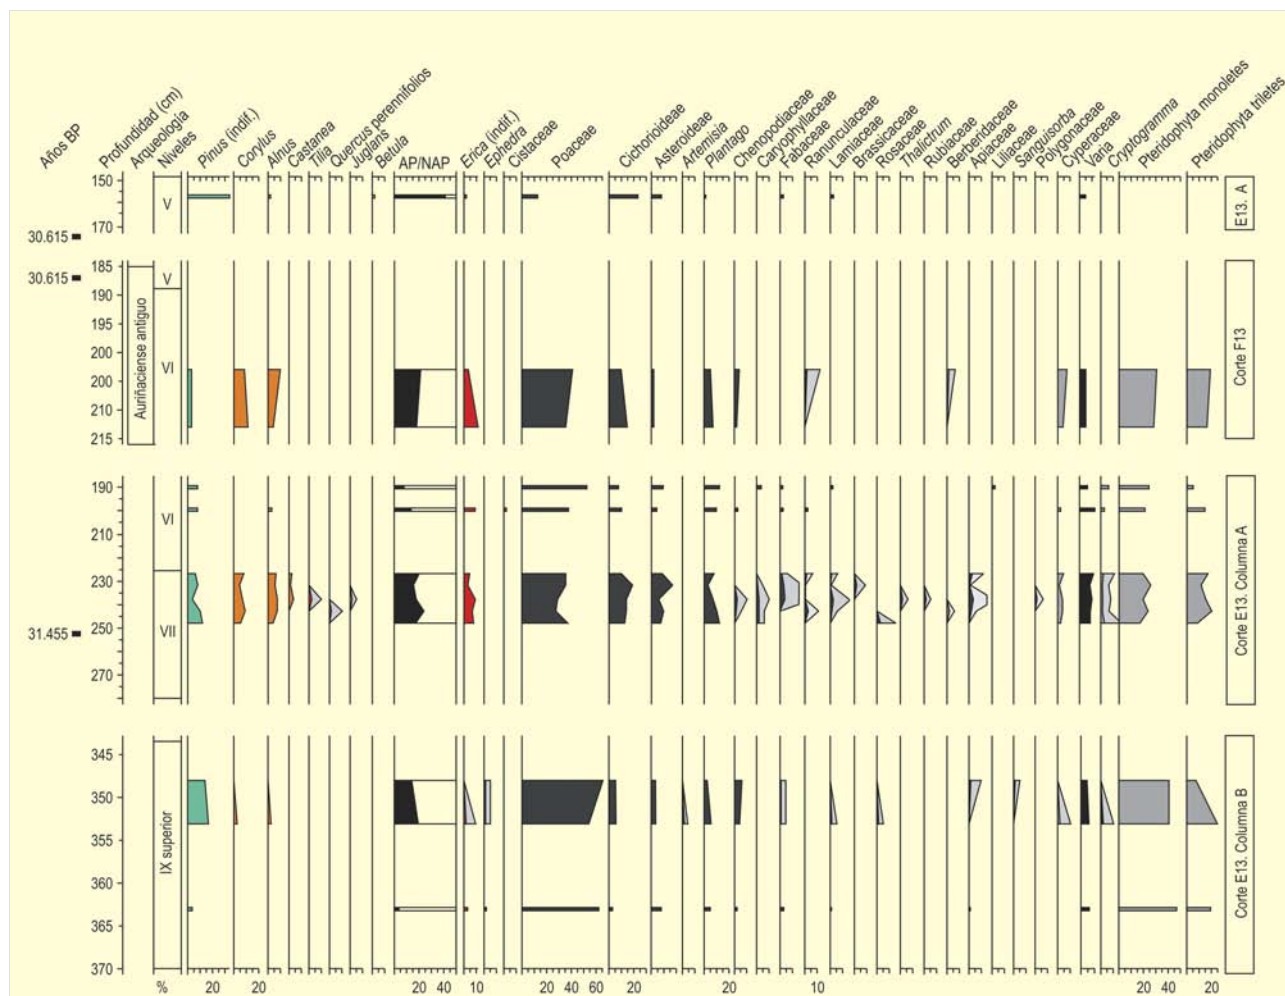 Años BP
Profundidad (cm)
Arqueología
Niveles
Pinus (indif.)
Corylus
Alnus
Castanea
Tilia
Quercus perennifolios
Juglans
Betula
AP/NAP
Erica (indif.)
Ephedra
Cistaceae
Poaceae
Cichorioideae
Asteroideae
Artemisia
Plantago
Chenopodiaceae
Caryophyllaceae
Fabaceae
Ranunculaceae
Lamiaceae
Brassicaceae
Rosaceae
Thalictrum
Rubiaceae
Berberidaceae
Apiaceae
Liliaceae
Sanguisorba
Polygonaceae
Cyperaceae
Varia
Cryptogramma
Pteridophyta monoletes
Pteridophyta triletes
150
170
30.615
V
E13. A
30.615
185
190
195
200
205
200
210
215
Auriñaciense antiguo
V
VI
Corte F13
31.455
190
210
230
250
270
VI
VII
Corte E13. Columna A
345
350
355
360
365
370
IX superior
Corte E13. Columna B
% 20 20 20 40 10 20 40 60 20 20 10 20 40 20